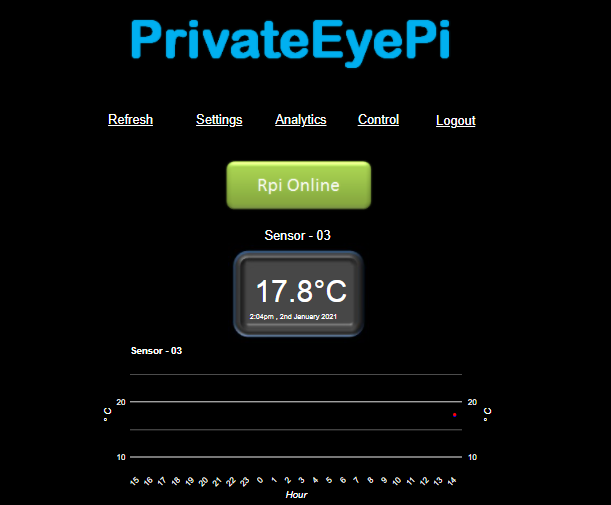 PrivateEyePi
Refresh Settings Analytics Control Logout
Rpi Online
Sensor - 03
17.8°C
2:04pm , 2nd January 2021
Sensor - 03
20 20
° C ° C
10 10
15 16 17 18 19 20 21 22 23 0 1 2 3 4 5 6 7 8 9 10 11 12 13 14
Hour